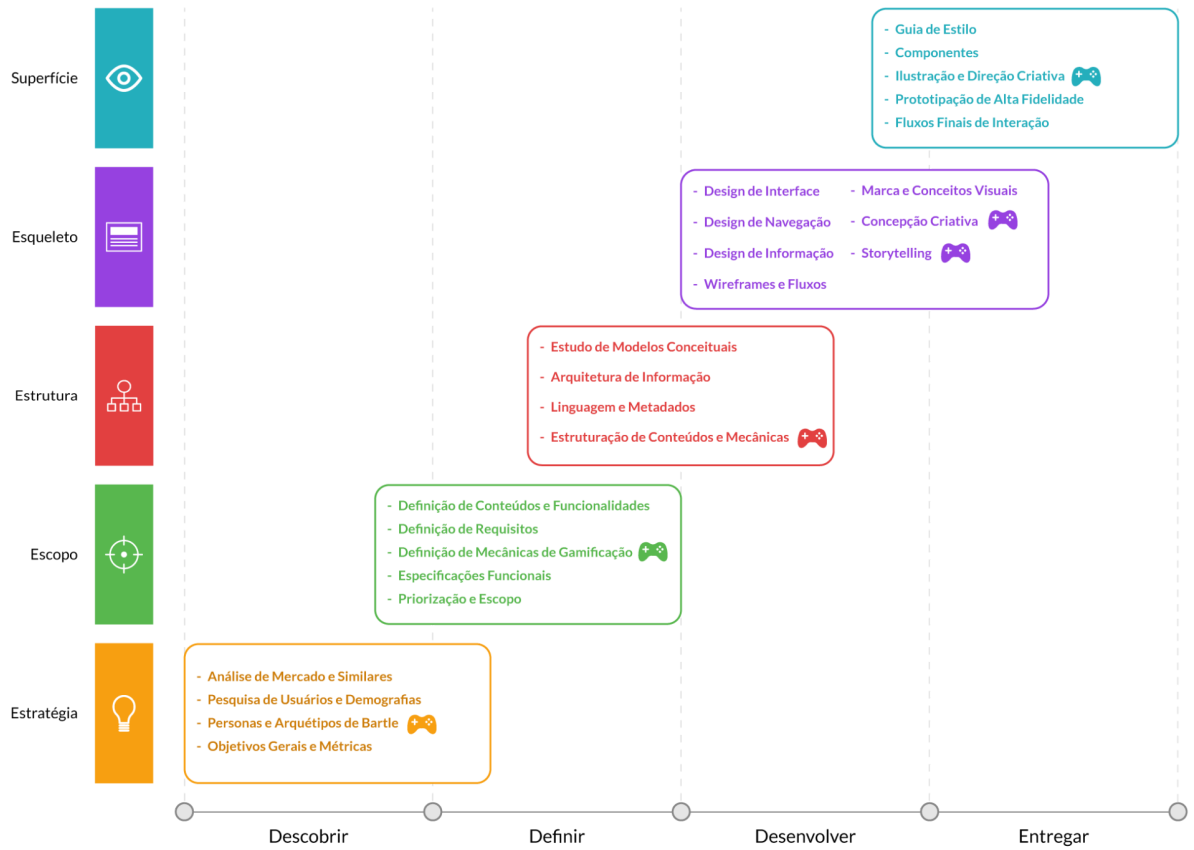 Superfície
- Guia de Estilo
- Componentes
- Ilustração e Direção Criativa
- Prototipação de Alta Fidelidade
- Fluxos Finais de Interação
Esqueleto
- Design de Interface
- Design de Navegação
- Design de Informação
- Wireframes e Fluxos
- Marca e Conceitos Visuais
- Concepção Criativa
- Storytelling
Estrutura
- Estudo de Modelos Conceituais
- Arquitetura de Informação
- Linguagem e Metadados
- Estruturação de Conteúdos e Mecânicas
Escopo
- Definição de Conteúdos e Funcionalidades
- Definição de Requisitos
- Definição de Mecânicas de Gamificação
- Especificações Funcionais
- Priorização e Escopo
Estratégia
- Análise de Mercado e Similares
- Pesquisa de Usuários e Demografias
- Personas e Arquétipos de Bartle
- Objetivos Gerais e Métricas
Descobrir
Definir
Desenvolver
Entregar